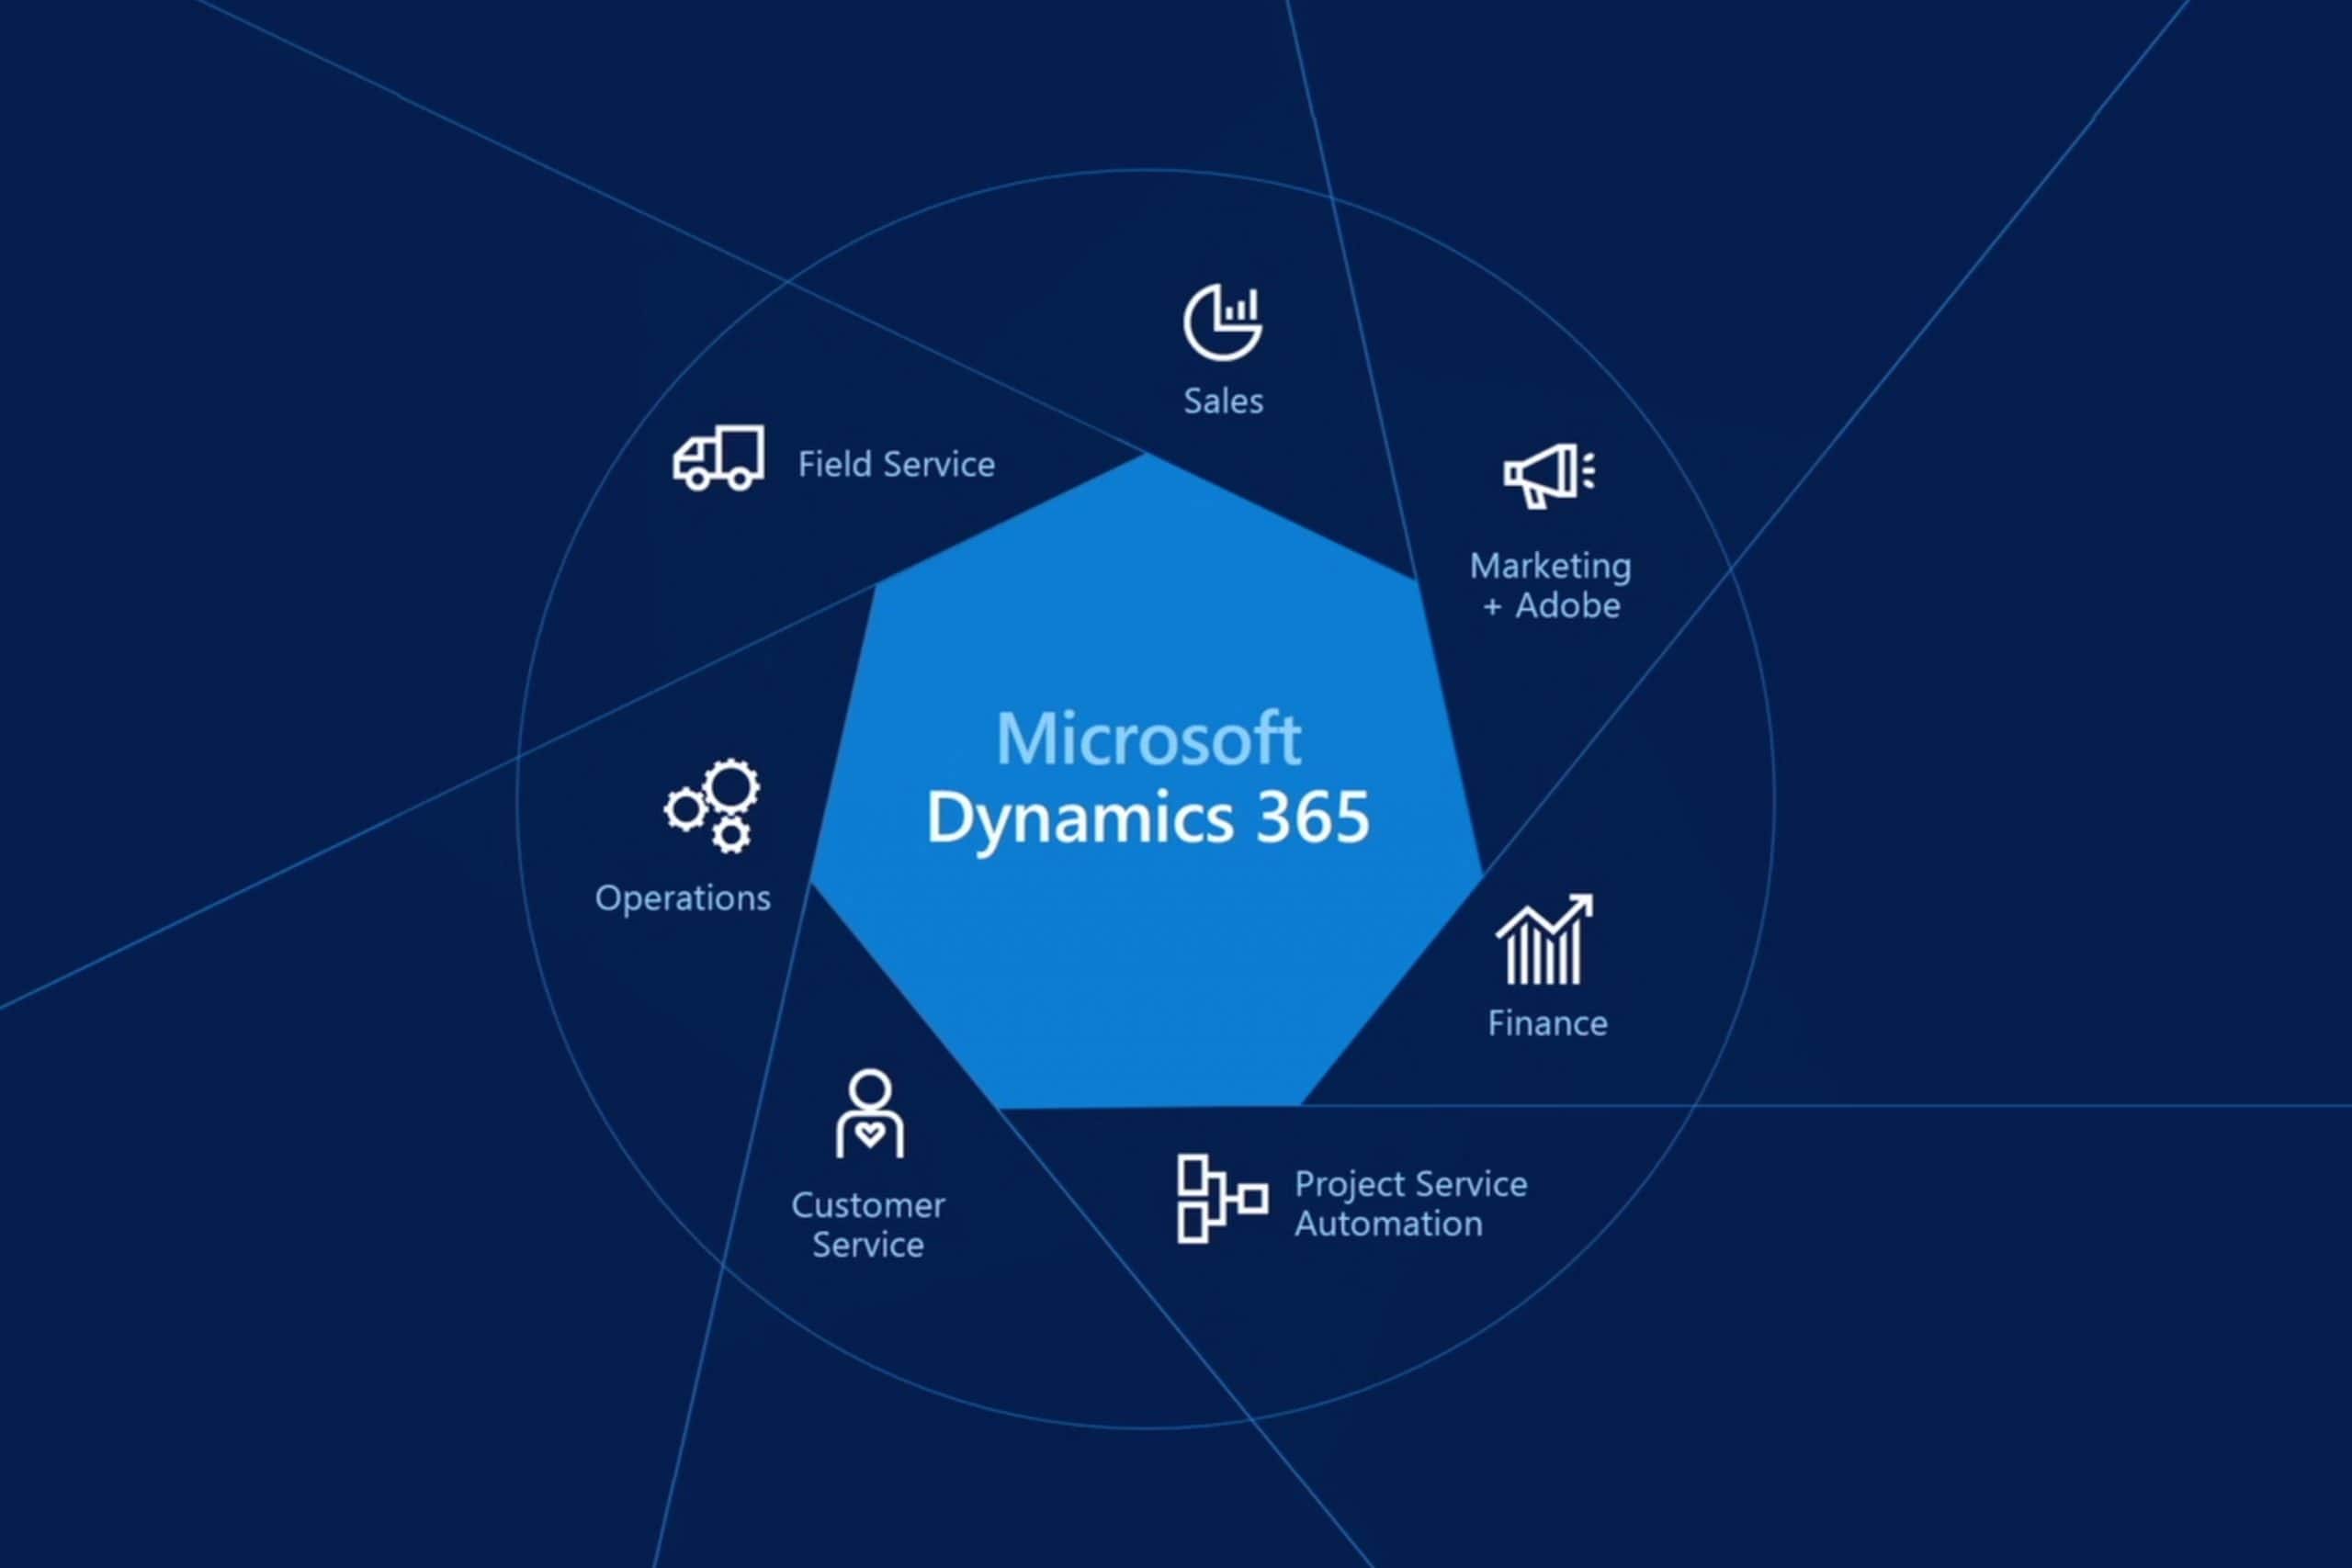 Sales
Field Service
Marketing
+ Adobe
Microsoft
Dynamics 365
Operations
Finance
Customer
Service
Project Service
Automation